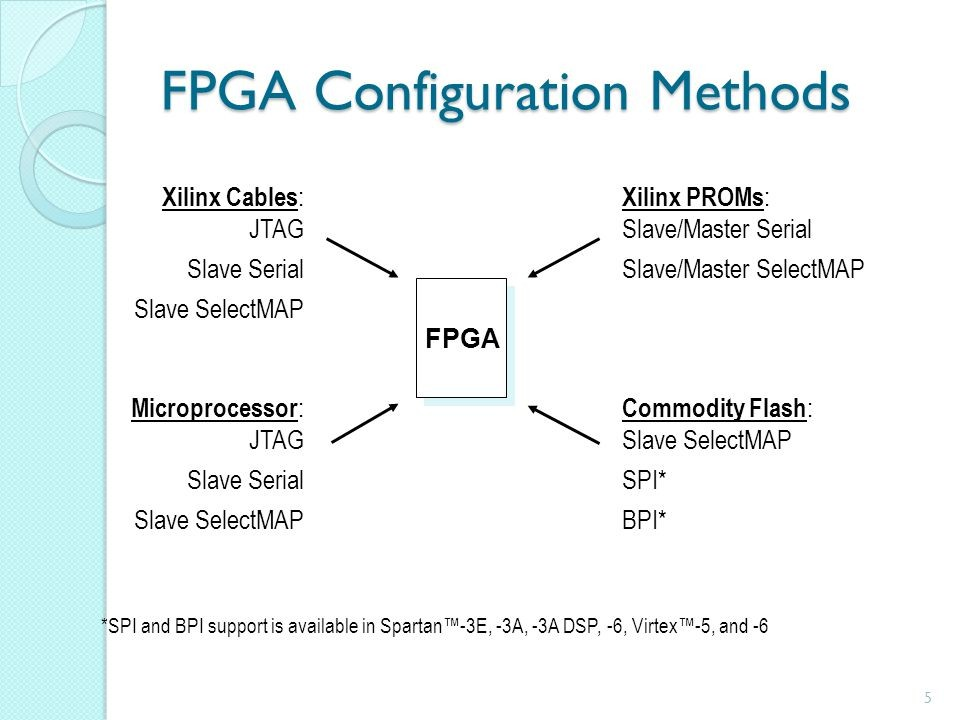 FPGA Configuration Methods
Xilinx Cables:
JTAG
Slave Serial
Slave SelectMAP
Xilinx PROMs:
Slave/Master Serial
Slave/Master SelectMAP
FPGA
Microprocessor:
JTAG
Slave Serial
Slave SelectMAP
Commodity Flash:
Slave SelectMAP
SPI*
BPI*
*SPI and BPI support is available in Spartan™-3E, -3A, -3A DSP, -6, Virtex™-5, and -6
5